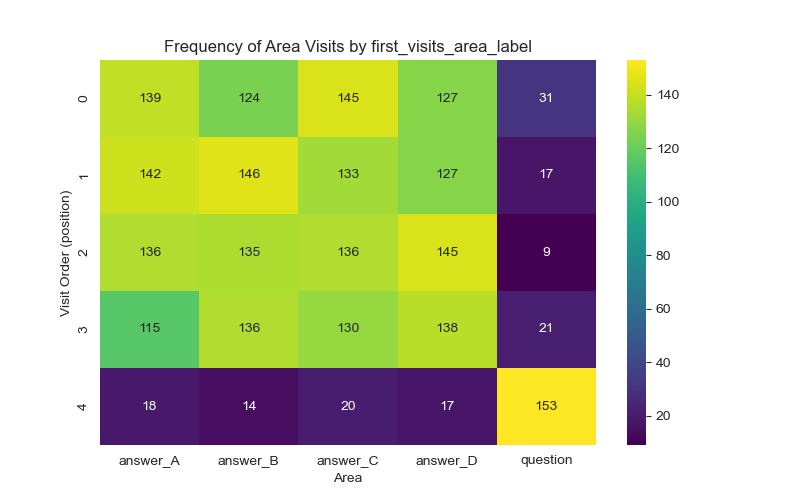 Frequency of Area Visits by first_visits_area_label
Visit Order (position)
0 139 124 145 127 31
1 142 146 133 127 17
2 136 135 136 145 9
3 115 136 130 138 21
4 18 14 20 17 153
answer_A answer_B answer_C answer_D question
Area
140
120
100
80
60
40
20